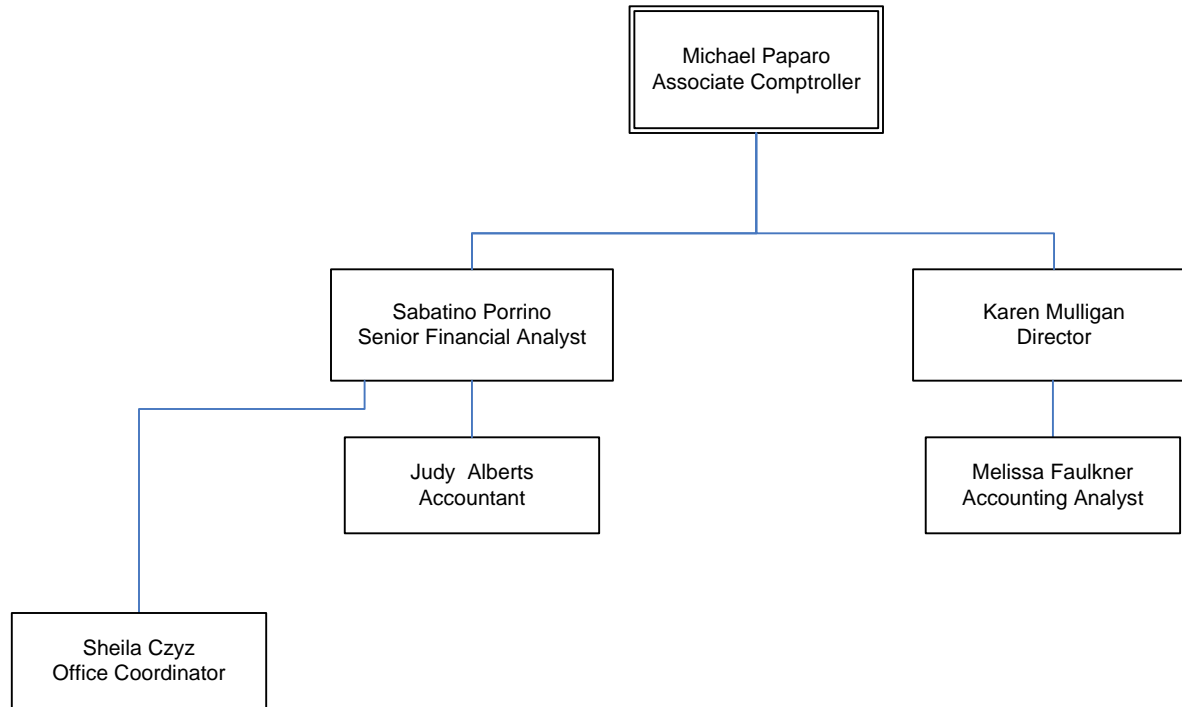 Michael Paparo
Associate Comptroller
Sabatino Porrino
Senior Financial Analyst
Karen Mulligan
Director
Judy  Alberts
Accountant
Melissa Faulkner
Accounting Analyst
Sheila Czyz
Office Coordinator